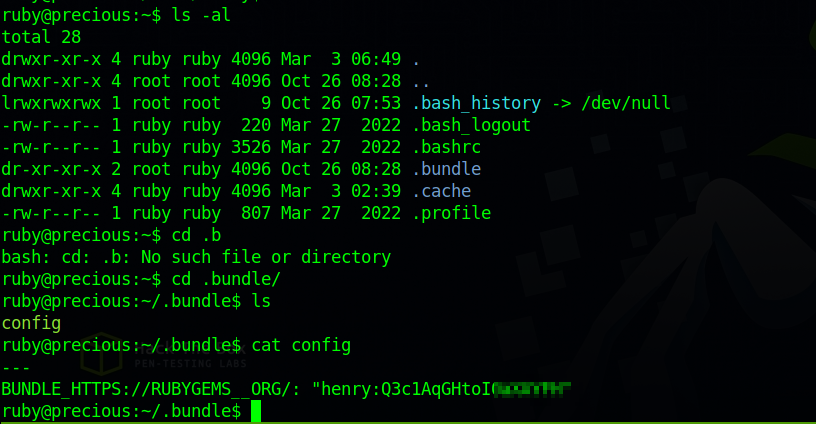 ruby@precious:~$ ls -al
total 28
drwxr-xr-x 4 ruby ruby 4096 Mar  3 06:49 .
drwxr-xr-x 4 root root 4096 Oct 26 08:28 ..
lrwxrwxrwx 1 root root    9 Oct 26 07:53 .bash_history -> /dev/null
-rw-r--r-- 1 ruby ruby  220 Mar 27  2022 .bash_logout
-rw-r--r-- 1 ruby ruby 3526 Mar 27  2022 .bashrc
dr-xr-xr-x 2 root ruby 4096 Oct 26 08:28 .bundle
drwxr-xr-x 4 ruby ruby 4096 Mar  3 02:39 .cache
-rw-r--r-- 1 ruby ruby  807 Mar 27  2022 .profile
ruby@precious:~$ cd .b
bash: cd: .b: No such file or directory
ruby@precious:~$ cd .bundle/
ruby@precious:~/.bundle$ ls
config
ruby@precious:~/.bundle$ cat config
PEN-TESTING LABS
---
BUNDLE_HTTPS://RUBYGEMS__ORG/: "henry:Q3c1AqGHtoI
ruby@precious:~/.bundle$